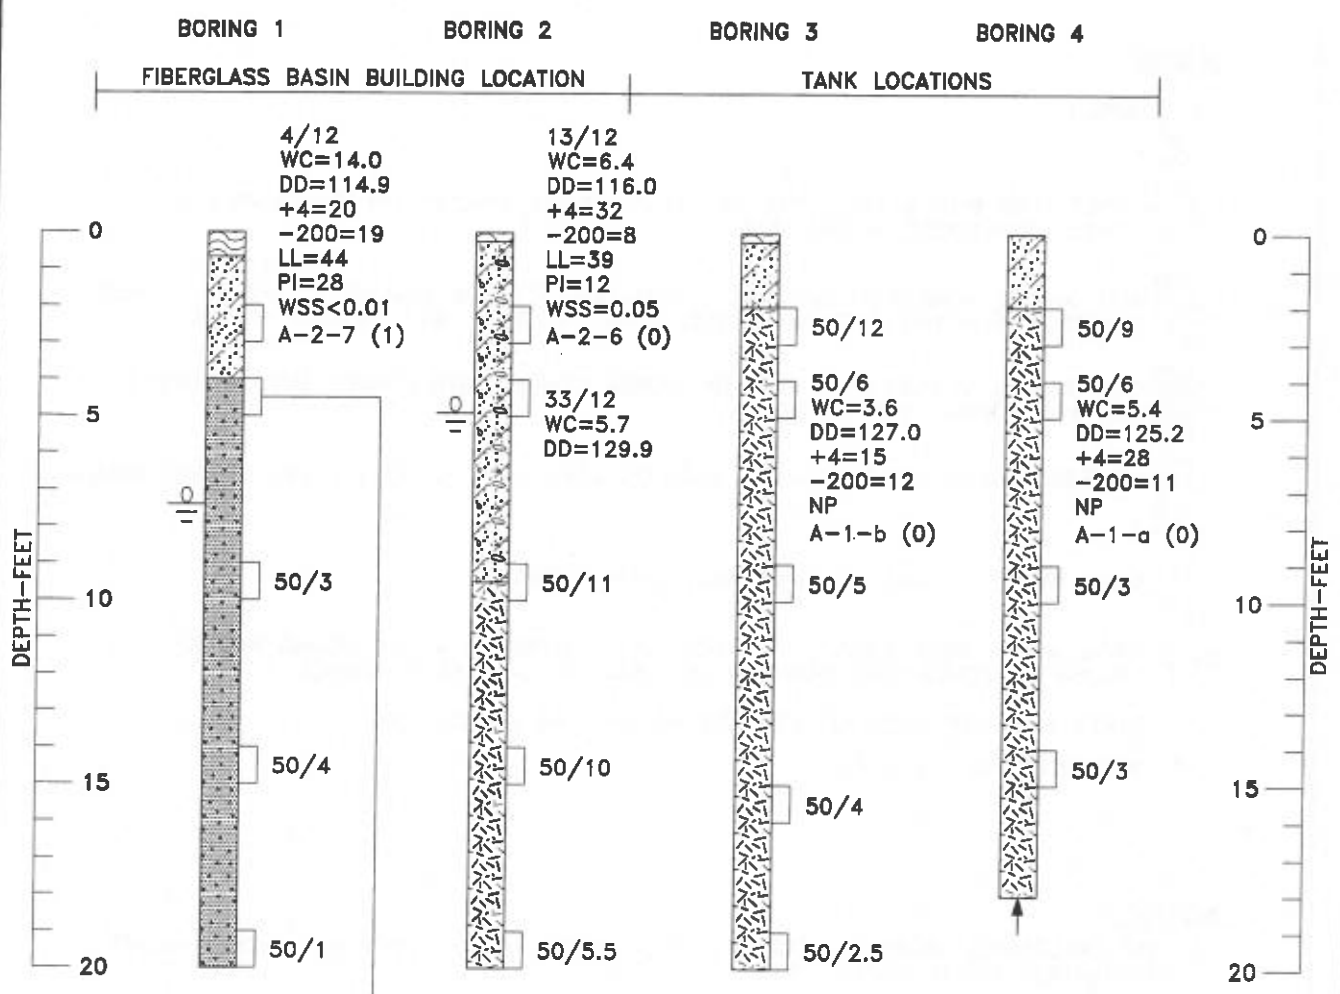 BORING 1
BORING 2
BORING 3
BORING 4
FIBERGLASS BASIN BUILDING LOCATION
TANK LOCATIONS
4/12
WC=14.0
DD=114.9
+4=20
-200=19
LL=44
PI=28
WSS<0.01
A-2-7 (1)
13/12
WC=6.4
DD=116.0
+4=32
-200=8
LL=39
PI=12
WSS=0.05
A-2-6 (0)
0
5
10
15
20
DEPTH-FEET
0
50/3
50/4
50/1
0
33/12
WC=5.7
DD=129.9
50/11
50/10
50/5.5
50/12
50/6
WC=3.6
DD=127.0
+4=15
-200=12
NP
A-1-b (0)
50/5
50/4
50/2.5
50/9
50/6
WC=5.4
DD=125.2
+4=28
-200=11
NP
A-1-a (0)
50/3
50/3
0
5
10
15
20
DEPTH-FEET